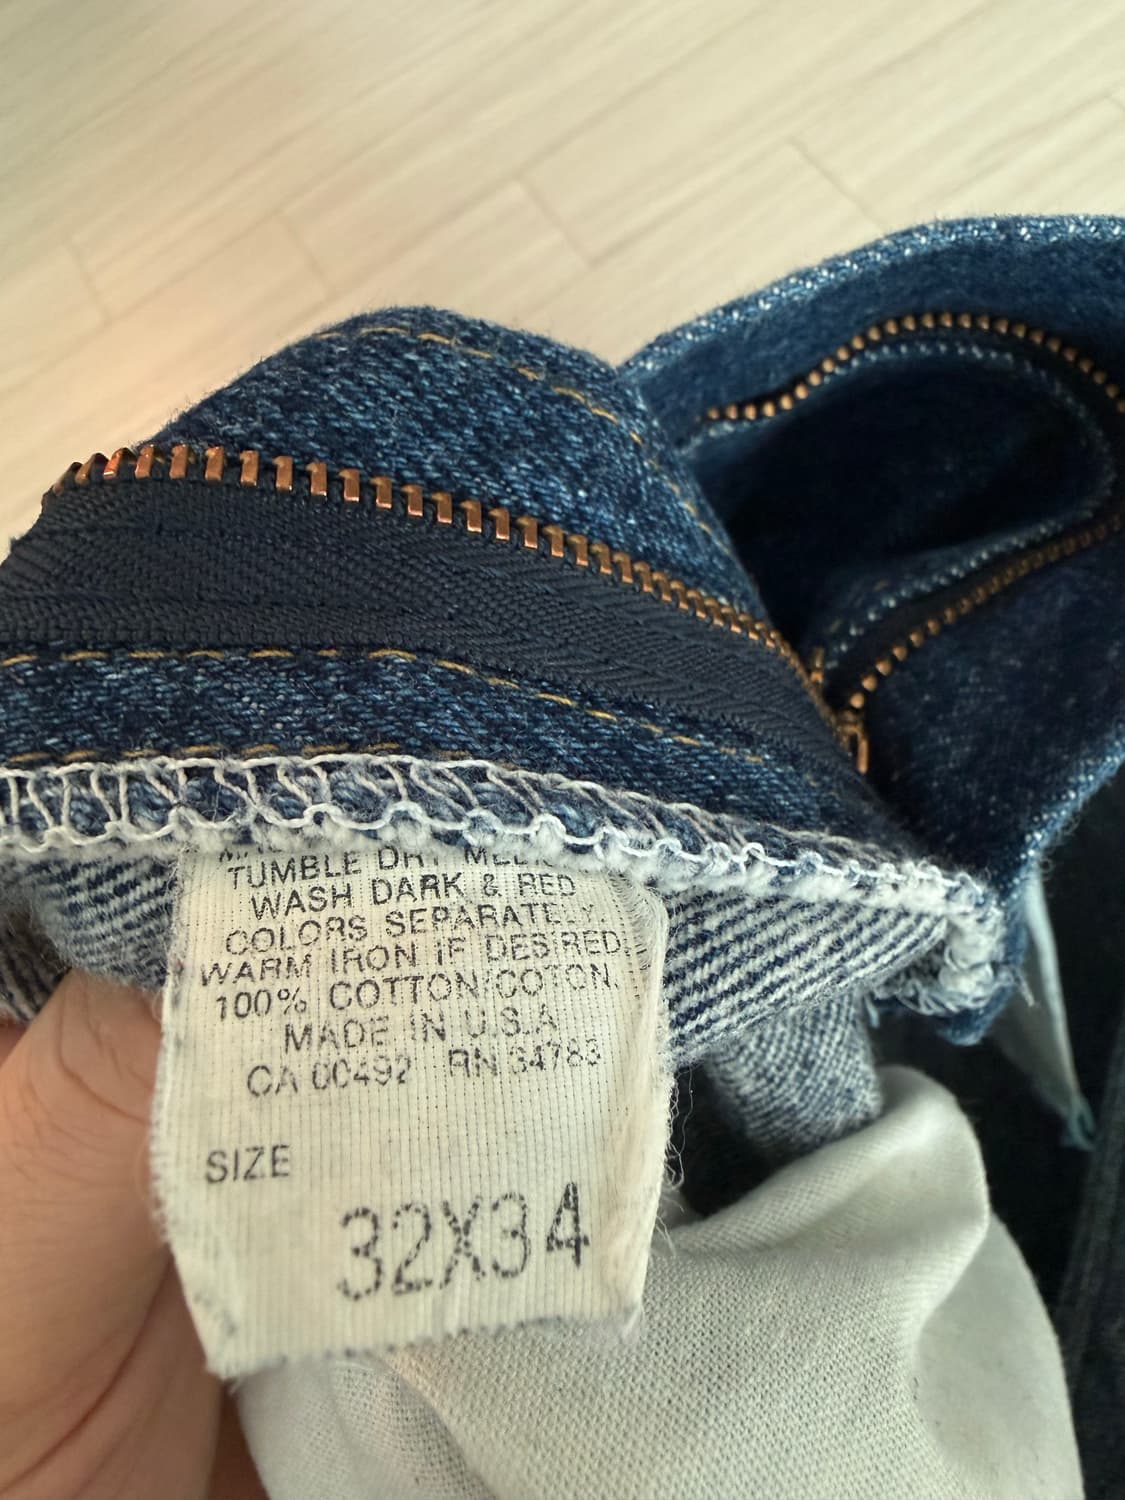 TUMBLE DRY MEDIUM
WASH DARK & RED
COLORS SEPARATELY.
WARM IRON IF DESIRED.
100% COTTON/COTON.
MADE IN U.S.A
CA 00492 RN 34783
SIZE
32X34